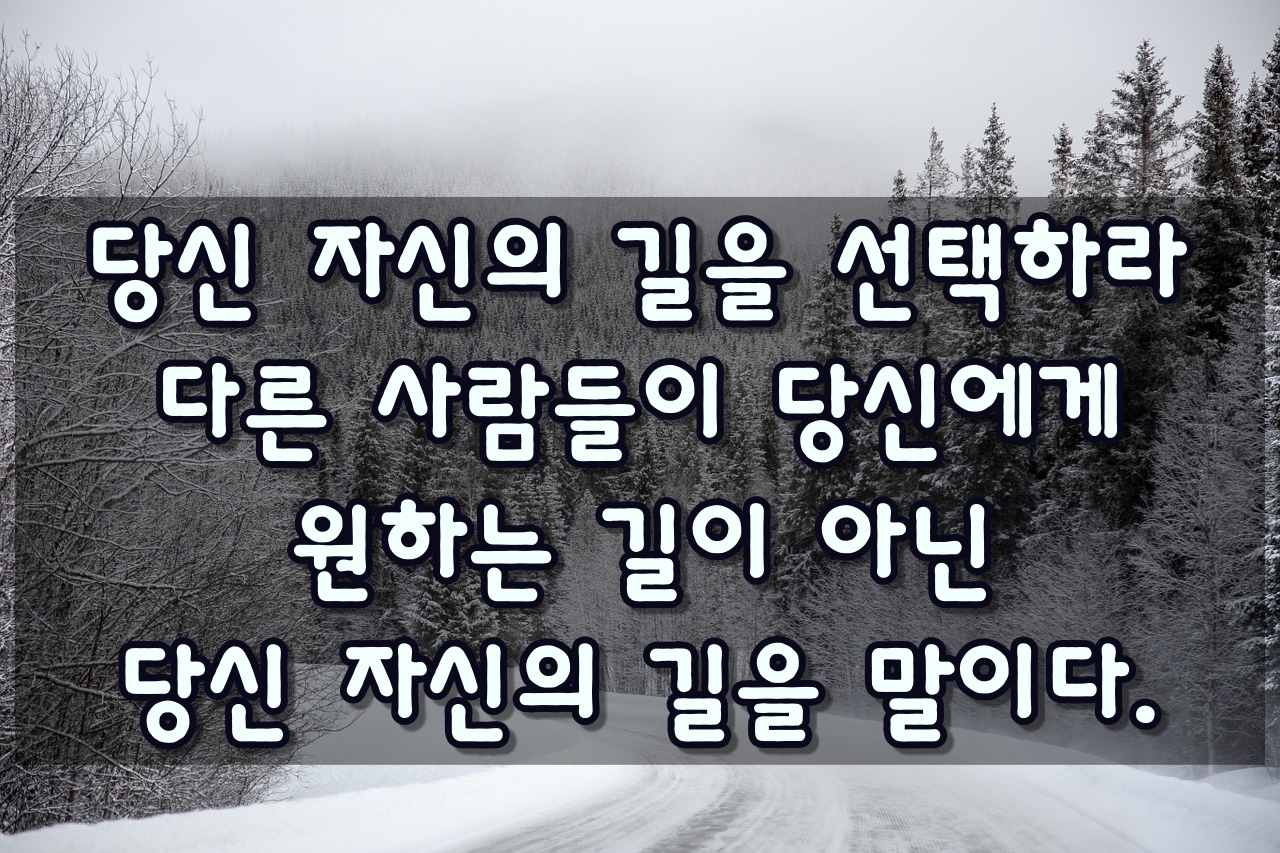 당신 자신의 길을 선택하라
다른 사람들이 당신에게
원하는 길이 아닌
당신 자신의 길을 말이다.